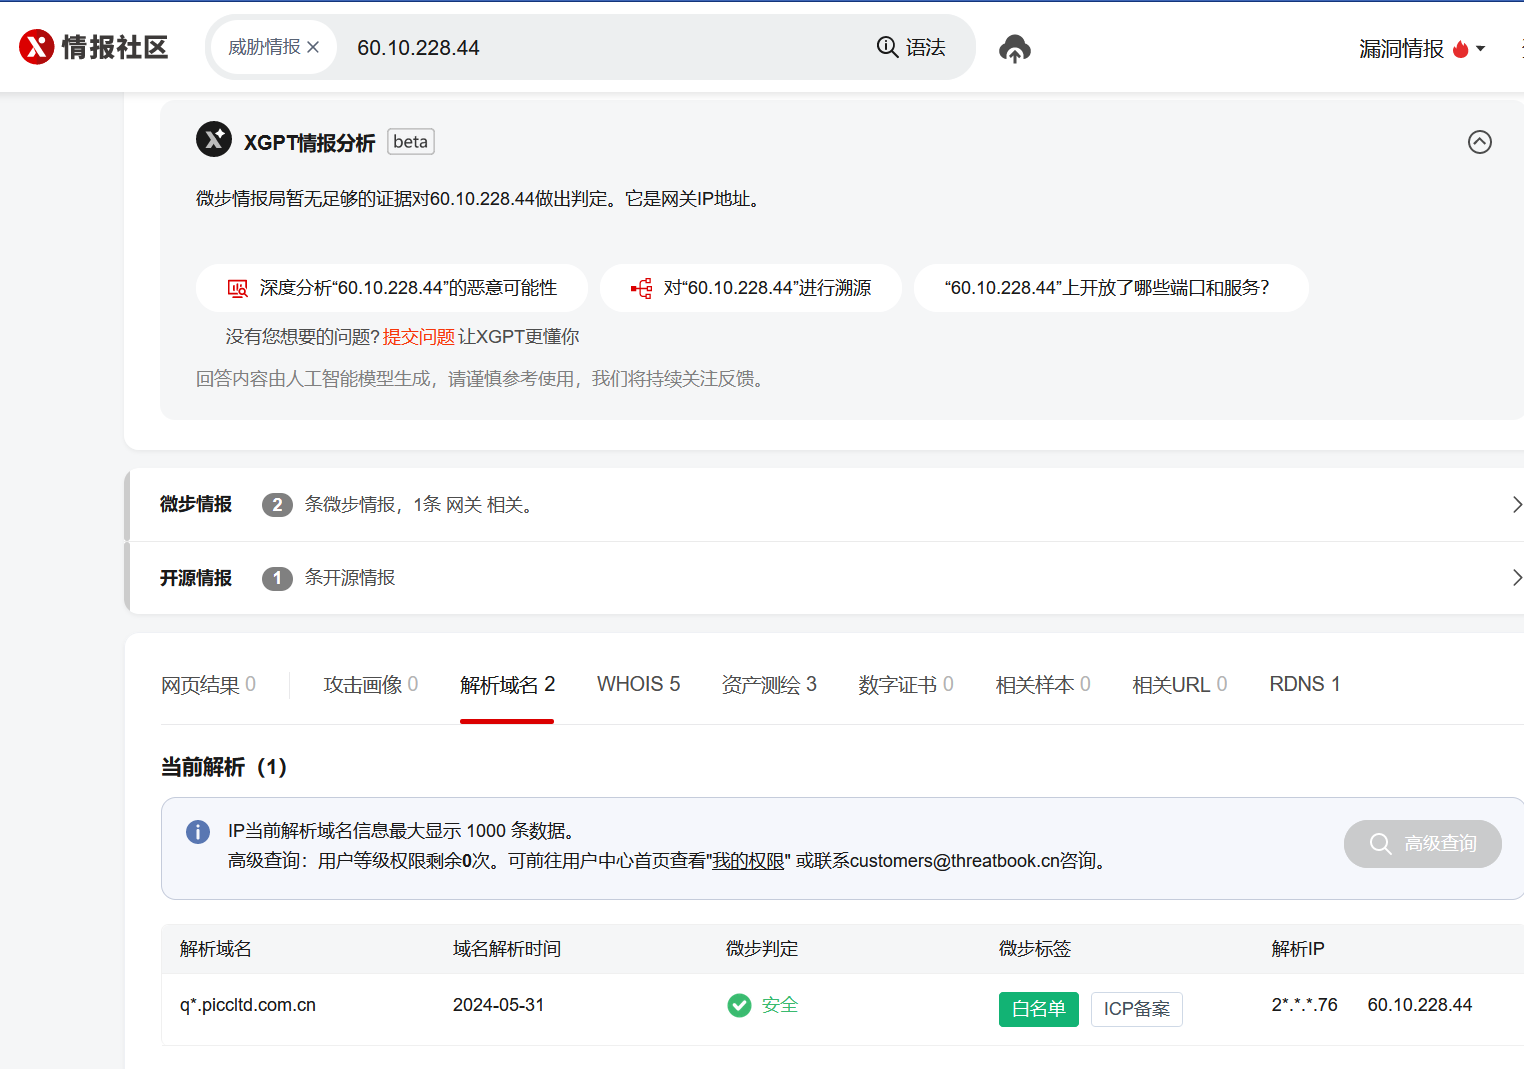 情报社区
威胁情报 × 60.10.228.44 语法
漏洞情报
XGPT情报分析 beta
微步情报局暂无足够的证据对60.10.228.44做出判定。它是网关IP地址。
深度分析“60.10.228.44”的恶意可能性 对“60.10.228.44”进行溯源 “60.10.228.44”上开放了哪些端口和服务？
没有您想要的问题？提交问题 让XGPT更懂你
回答内容由人工智能模型生成，请谨慎参考使用，我们将持续关注反馈。
微步情报 2 条微步情报，1条 网关 相关。
开源情报 1 条开源情报
网页结果 0 攻击画像 0 解析域名 2 WHOIS 5 资产测绘 3 数字证书 0 相关样本 0 相关URL 0 RDNS 1
当前解析（1）
IP当前解析域名信息最大显示 1000 条数据。
高级查询：用户等级权限剩余0次。可前往用户中心首页查看"我的权限" 或联系customers@threatbook.cn咨询。
高级查询
解析域名 域名解析时间 微步判定 微步标签 解析IP
q*.piccltd.com.cn 2024-05-31 安全 白名单 ICP备案 2*.*.*.76 60.10.228.44